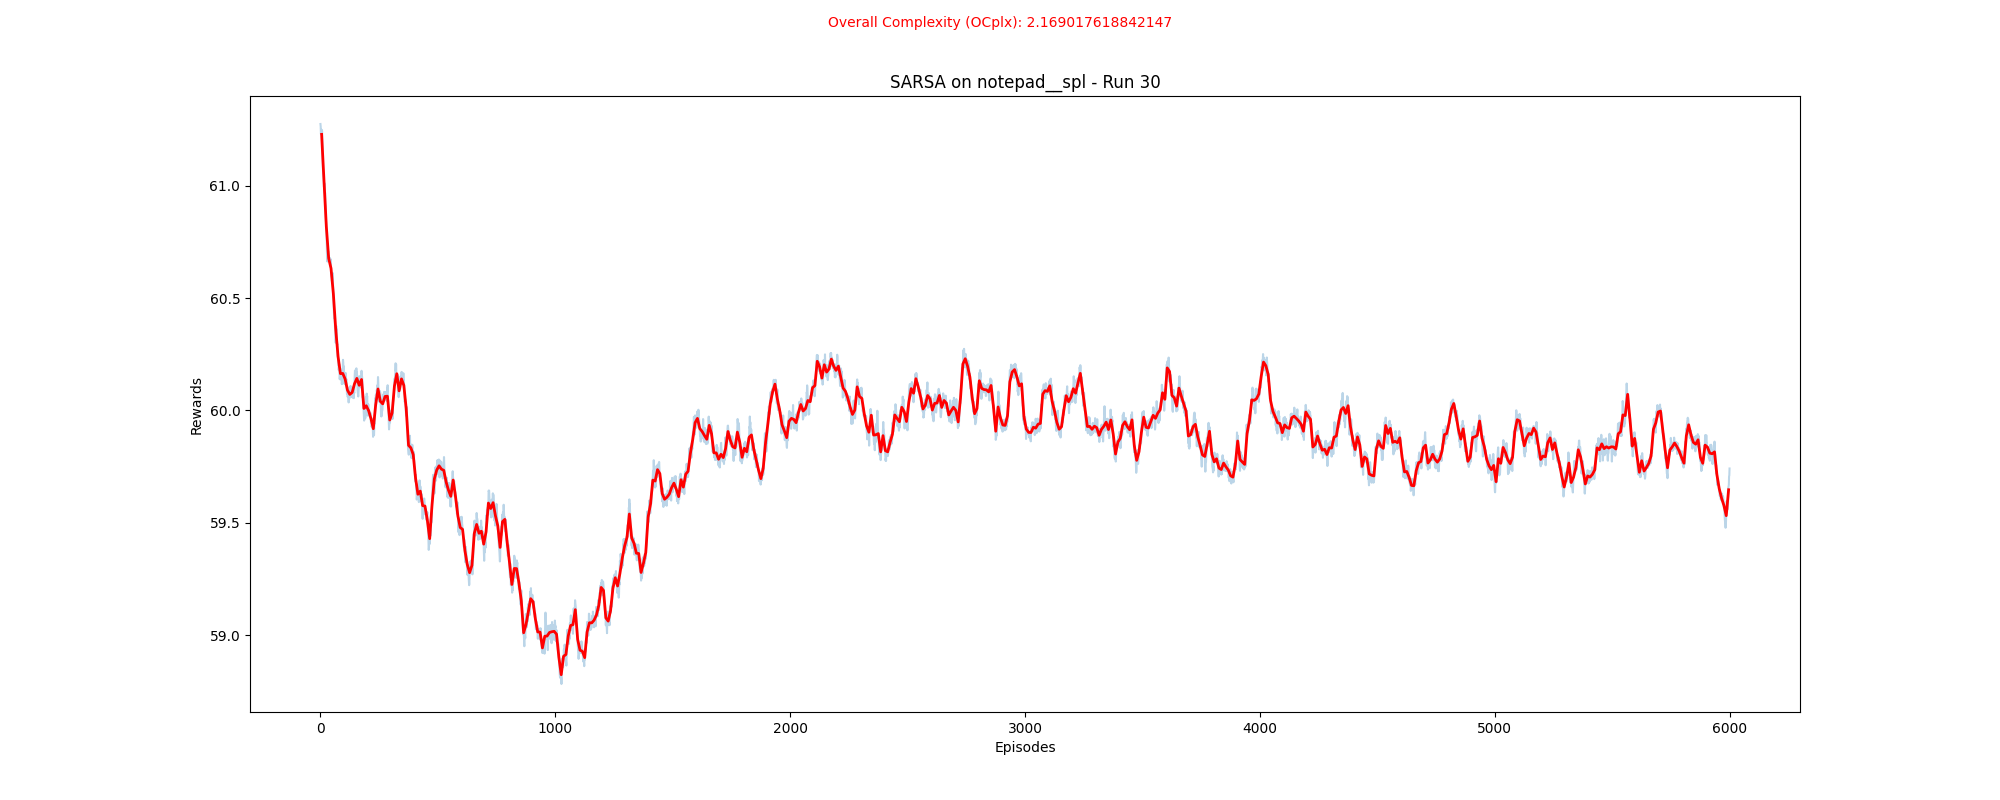 Overall Complexity (OCplx): 2.169017618842147
SARSA on notepad__spl - Run 30
Rewards
61.0
60.5
60.0
59.5
59.0
0 1000 2000 3000 4000 5000 6000
Episodes